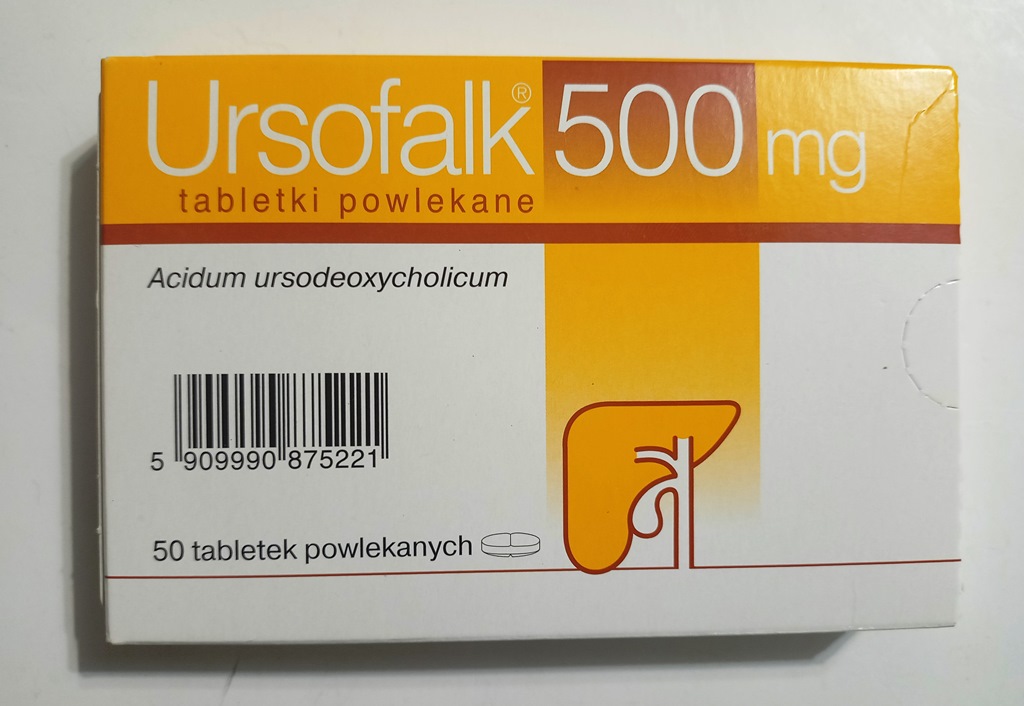 Ursofalk® 500 mg
tabletki powlekane
Acidum ursodeoxycholicum
5 909990 875221
50 tabletek powlekanych